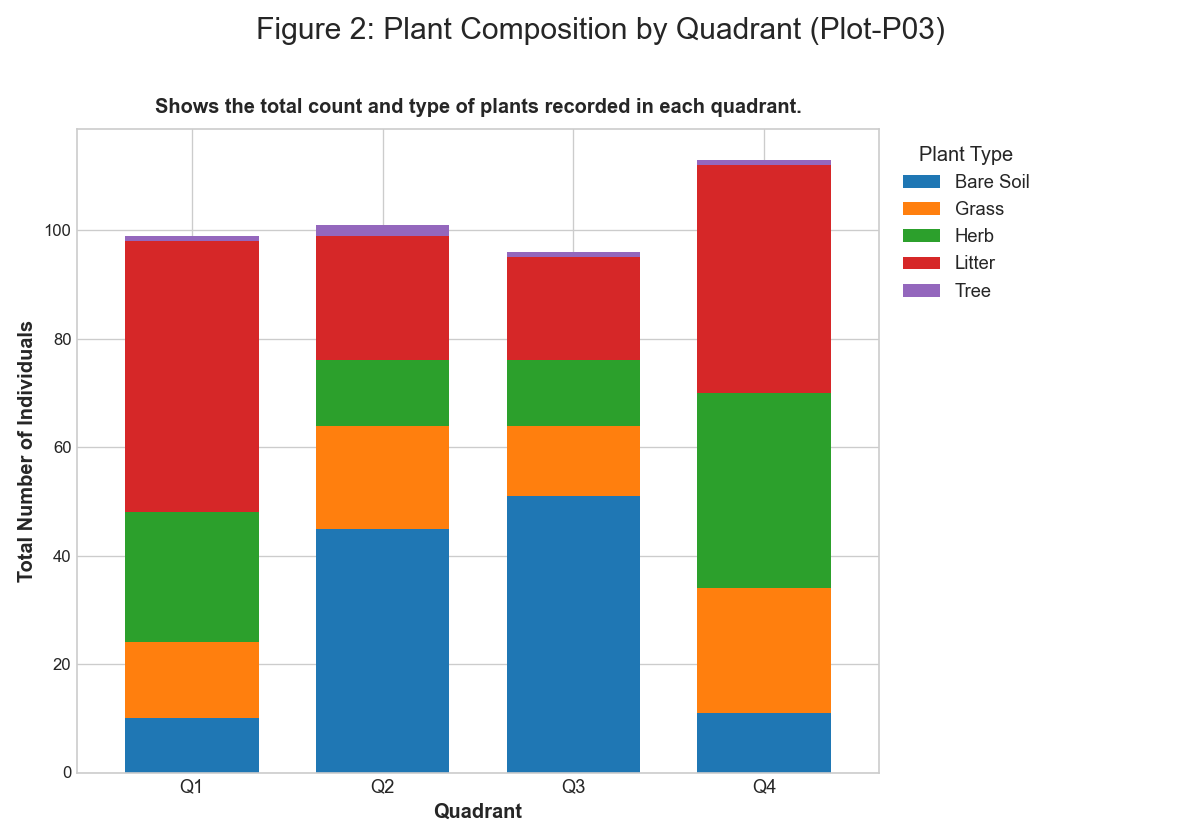 Figure 2: Plant Composition by Quadrant (Plot-P03)
Shows the total count and type of plants recorded in each quadrant.
Total Number of Individuals
100
80
60
40
20
0
Q1 Q2 Q3 Q4
Quadrant
Plant Type
Bare Soil
Grass
Herb
Litter
Tree